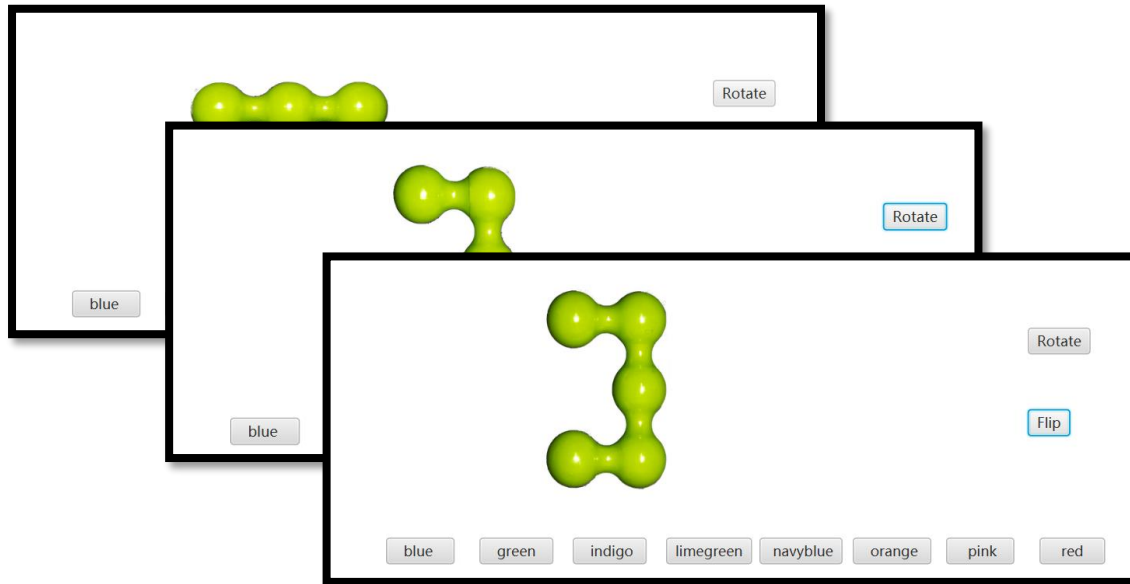 Rotate
blue
Rotate
blue
Rotate
Flip
blue green indigo limegreen navyblue orange pink red